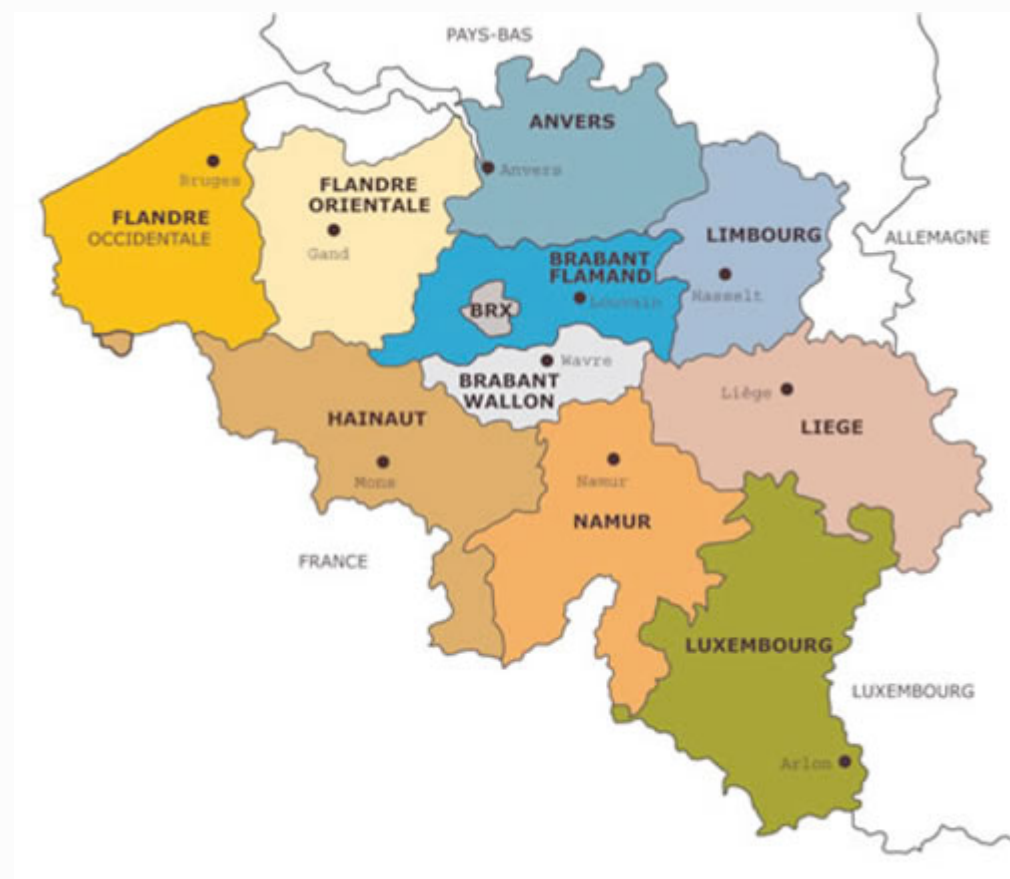 PAYS-BAS
ANVERS
Anvers
Bruges
FLANDRE
OCCIDENTALE
FLANDRE
ORIENTALE
Gand
LIMBOURG
Hasselt
ALLEMAGNE
BRABANT
FLAMAND
Louvain
BRX
Wavre
BRABANT
WALLON
HAINAUT
Mons
Liège
LIEGE
Namur
NAMUR
FRANCE
LUXEMBOURG
LUXEMBOURG
Arlon